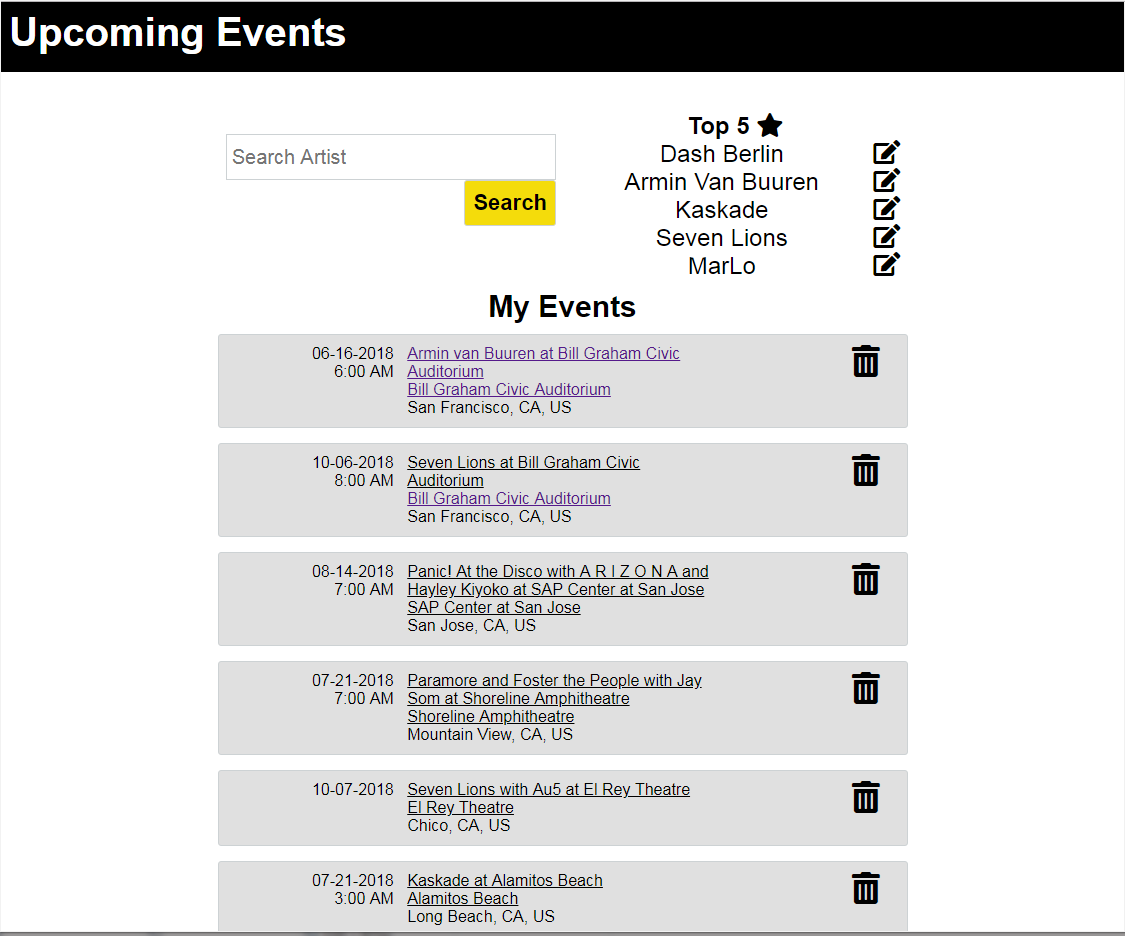 Upcoming Events
Search Artist
Search
Top 5
Dash Berlin
Armin Van Buuren
Kaskade
Seven Lions
MarLo
My Events
06-16-2018
6:00 AM
Armin van Buuren at Bill Graham Civic
Auditorium
Bill Graham Civic Auditorium
San Francisco, CA, US
10-06-2018
8:00 AM
Seven Lions at Bill Graham Civic
Auditorium
Bill Graham Civic Auditorium
San Francisco, CA, US
08-14-2018
7:00 AM
Panic! At the Disco with A R I Z O N A and
Hayley Kiyoko at SAP Center at San Jose
SAP Center at San Jose
San Jose, CA, US
07-21-2018
7:00 AM
Paramore and Foster the People with Jay
Som at Shoreline Amphitheatre
Shoreline Amphitheatre
Mountain View, CA, US
10-07-2018
Seven Lions with Au5 at El Rey Theatre
El Rey Theatre
Chico, CA, US
07-21-2018
3:00 AM
Kaskade at Alamitos Beach
Alamitos Beach
Long Beach, CA, US